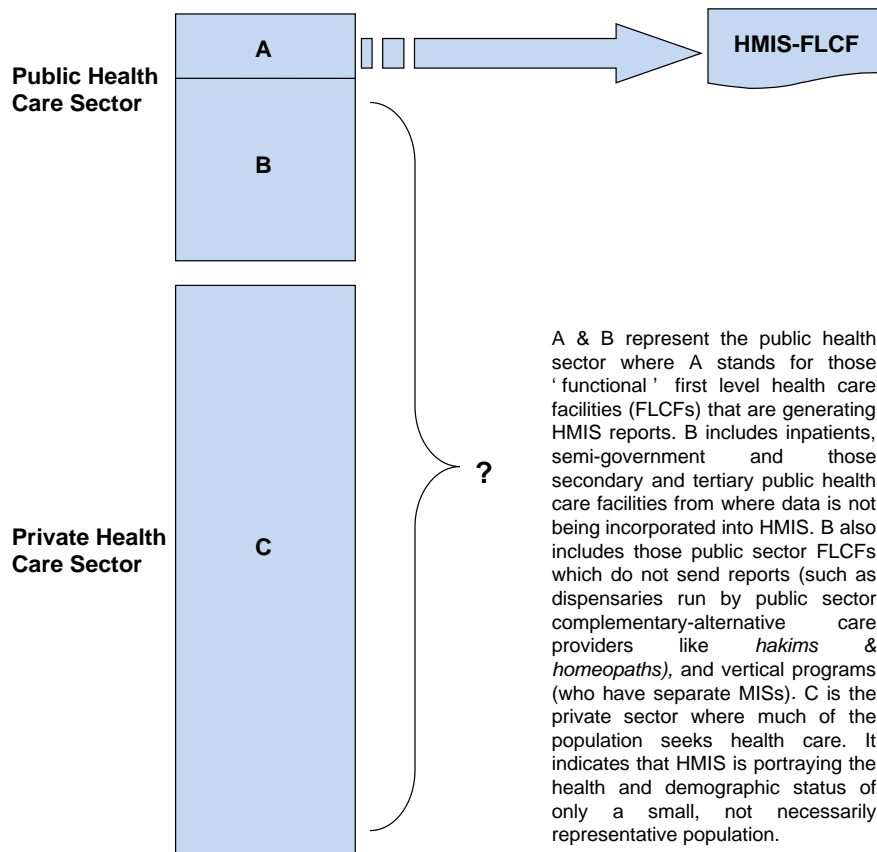 A
HMIS-FLCF
Public Health
Care Sector
B
?
Private Health
Care Sector
C
A & B represent the public health
sector where A stands for those
‘ functional ’ first level health care
facilities (FLCFs) that are generating
HMIS reports. B includes inpatients,
semi-government and those
secondary and tertiary public health
care facilities from where data is not
being incorporated into HMIS. B also
includes those public sector FLCFs
which do not send reports (such as
dispensaries run by public sector
complementary-alternative care
providers like hakims &
homeopaths), and vertical programs
(who have separate MISs). C is the
private sector where much of the
population seeks health care. It
indicates that HMIS is portraying the
health and demographic status of
only a small, not necessarily
representative population.